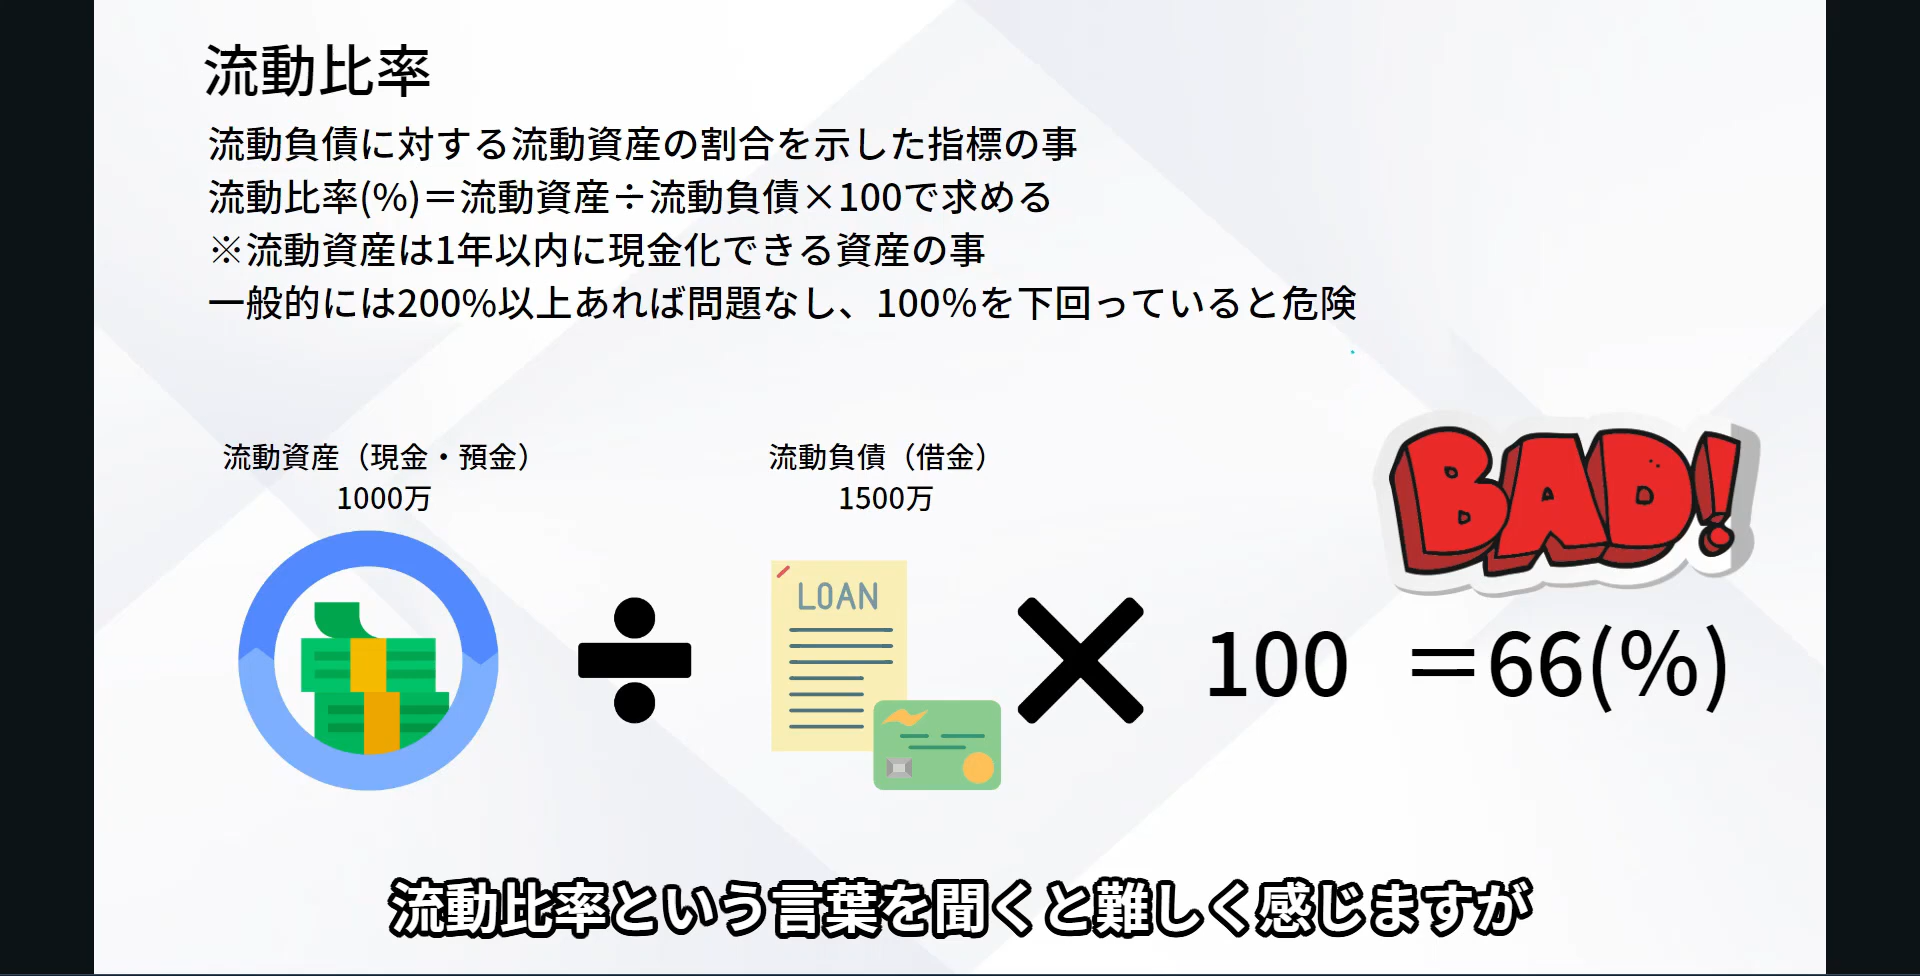 流動比率
流動負債に対する流動資産の割合を示した指標の事
流動比率(%)＝流動資産÷流動負債×100で求める
※流動資産は1年以内に現金化できる資産の事
一般的には200%以上あれば問題なし、100%を下回っていると危険
流動資産（現金・預金）
1000万
流動負債（借金）
1500万
BAD!
LOAN
÷ × 100 ＝66(%)
流動比率という言葉を聞くと難しく感じますが